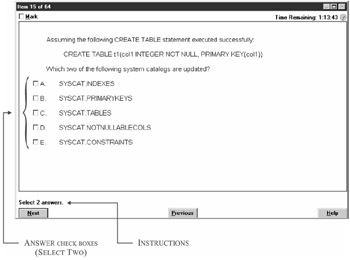 Item 15 of 64
Mark
Time Remaining: 1:13:43
Assuming the following CREATE TABLE statement executed successfully:
CREATE TABLE t1(col1 INTEGER NOT NULL, PRIMARY KEY(col1))
Which two of the following system catalogs are updated?
A. SYSCAT.INDEXES
B. SYSCAT.PRIMARYKEYS
C. SYSCAT.TABLES
D. SYSCAT.NOTNULLABLECOLS
E. SYSCAT.CONSTRAINTS
Select 2 answers.
Next Previous Help
ANSWER CHECK BOXES
(SELECT TWO)
INSTRUCTIONS